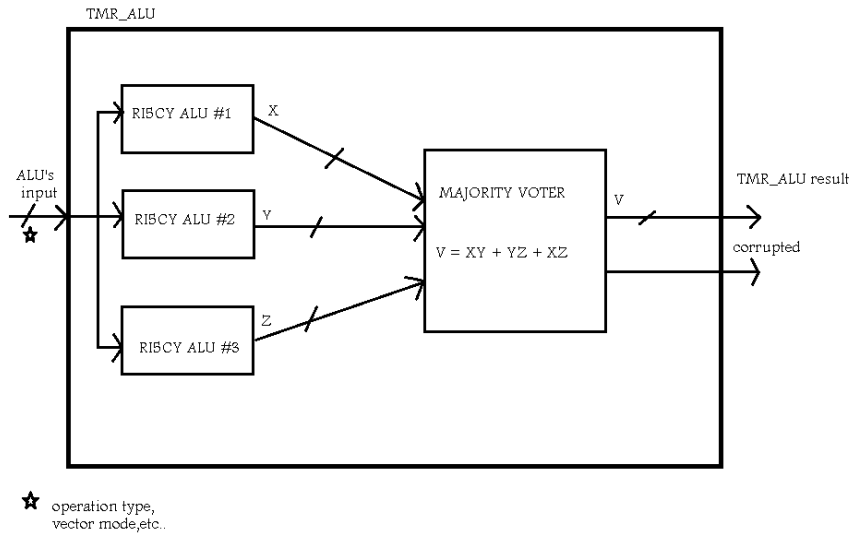 TMR_ALU
RI5CY ALU #1
X
ALU's
input
MAJORITY VOTER
V = XY + YZ + XZ
RI5CY ALU #2
Y
V
TMR_ALU result
corrupted
Z
RI5CY ALU #3
operation type,
vector mode,etc..